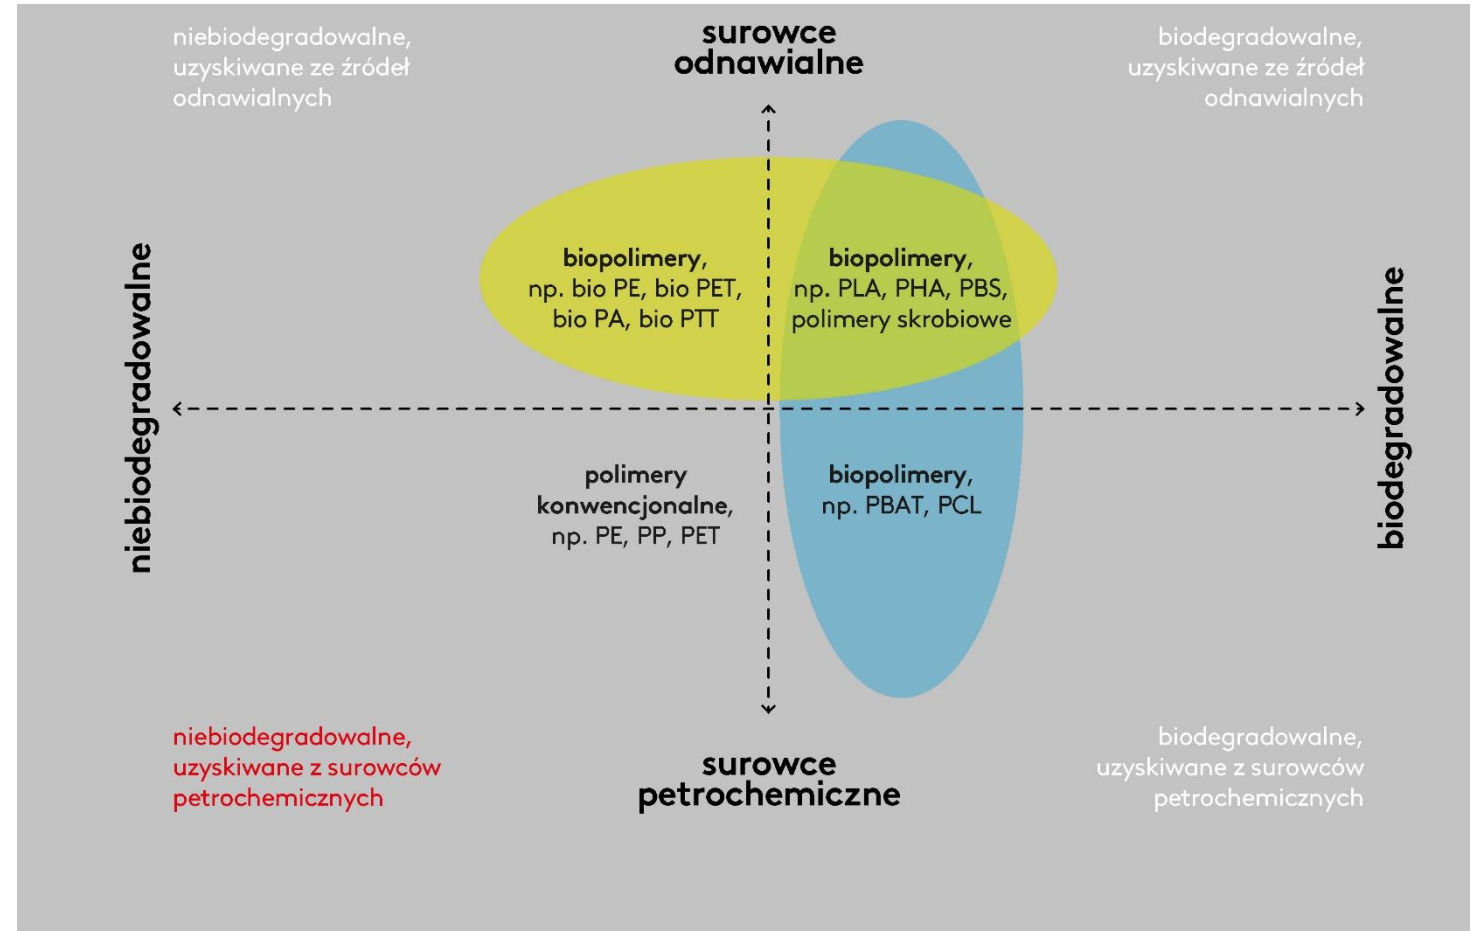 niebiodegradowalne,
uzyskiwane ze źródeł
odnawialnych
surowce
odnawialne
biodegradowalne,
uzyskiwane ze źródeł
odnawialnych
niebiodegradowalne
biopolimery,
np. bio PE, bio PET,
bio PA, bio PTT
biopolimery,
np. PLA, PHA, PBS,
polimery skrobiowe
biodegradowalne
polimery
konwencjonalne,
np. PE, PP, PET
biopolimery,
np. PBAT, PCL
niebiodegradowalne,
uzyskiwane z surowców
petrochemicznych
surowce
petrochemiczne
biodegradowalne,
uzyskiwane z surowców
petrochemicznych